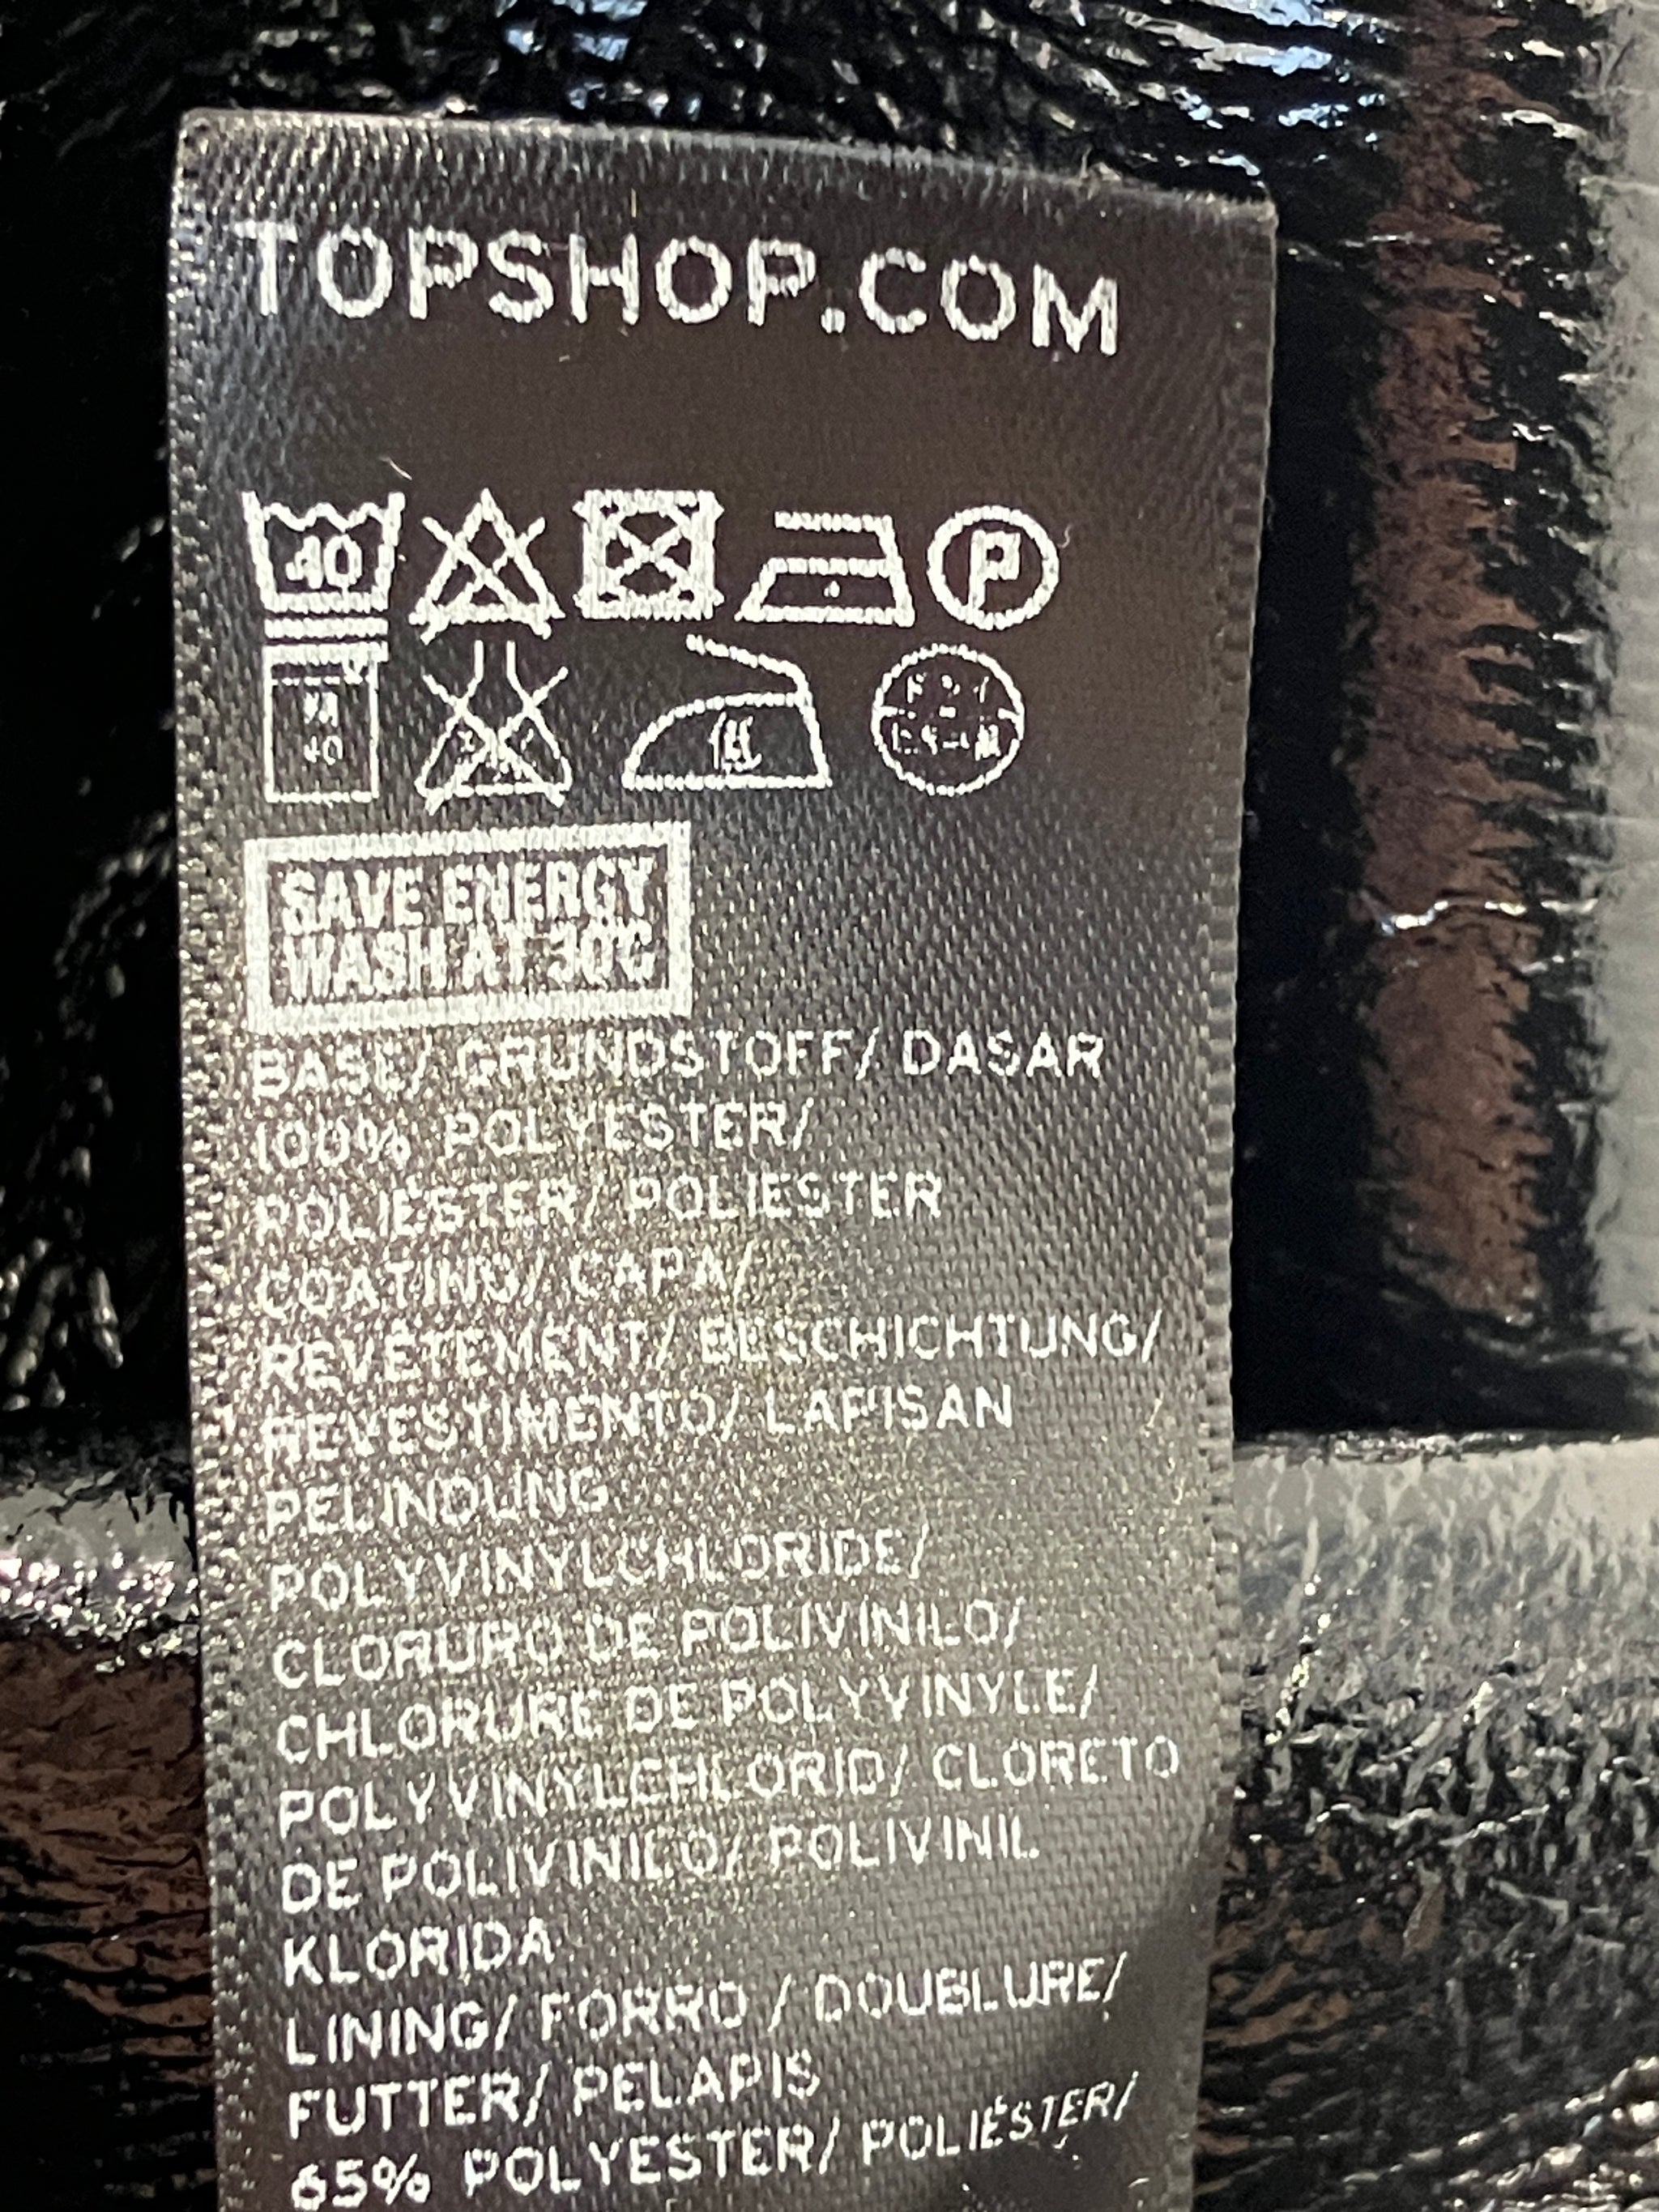 TOPSHOP.COM
40
P
40
SAVE ENERGY
WASH AT 30°C
BASE/ GRUNDSTOFF/ DASAR
100% POLYESTER/
POLIÉSTER/ POLIESTER
COATING/ CAPA/
REVÊTEMENT/ BESCHICHTUNG/
REVESTIMENTO/ LAPISAN
PELINDUNG
POLYVINYLCHLORIDE/
CLORURO DE POLIVINILO/
CHLORURE DE POLYVINYLE/
POLYVINYLCHLORID/ CLORETO
DE POLIVINILO/ POLIVINIL
KLORIDA
LINING/ FORRO / DOUBLURE/
FUTTER/ PELAPIS
65% POLYESTER/ POLIÉSTER/